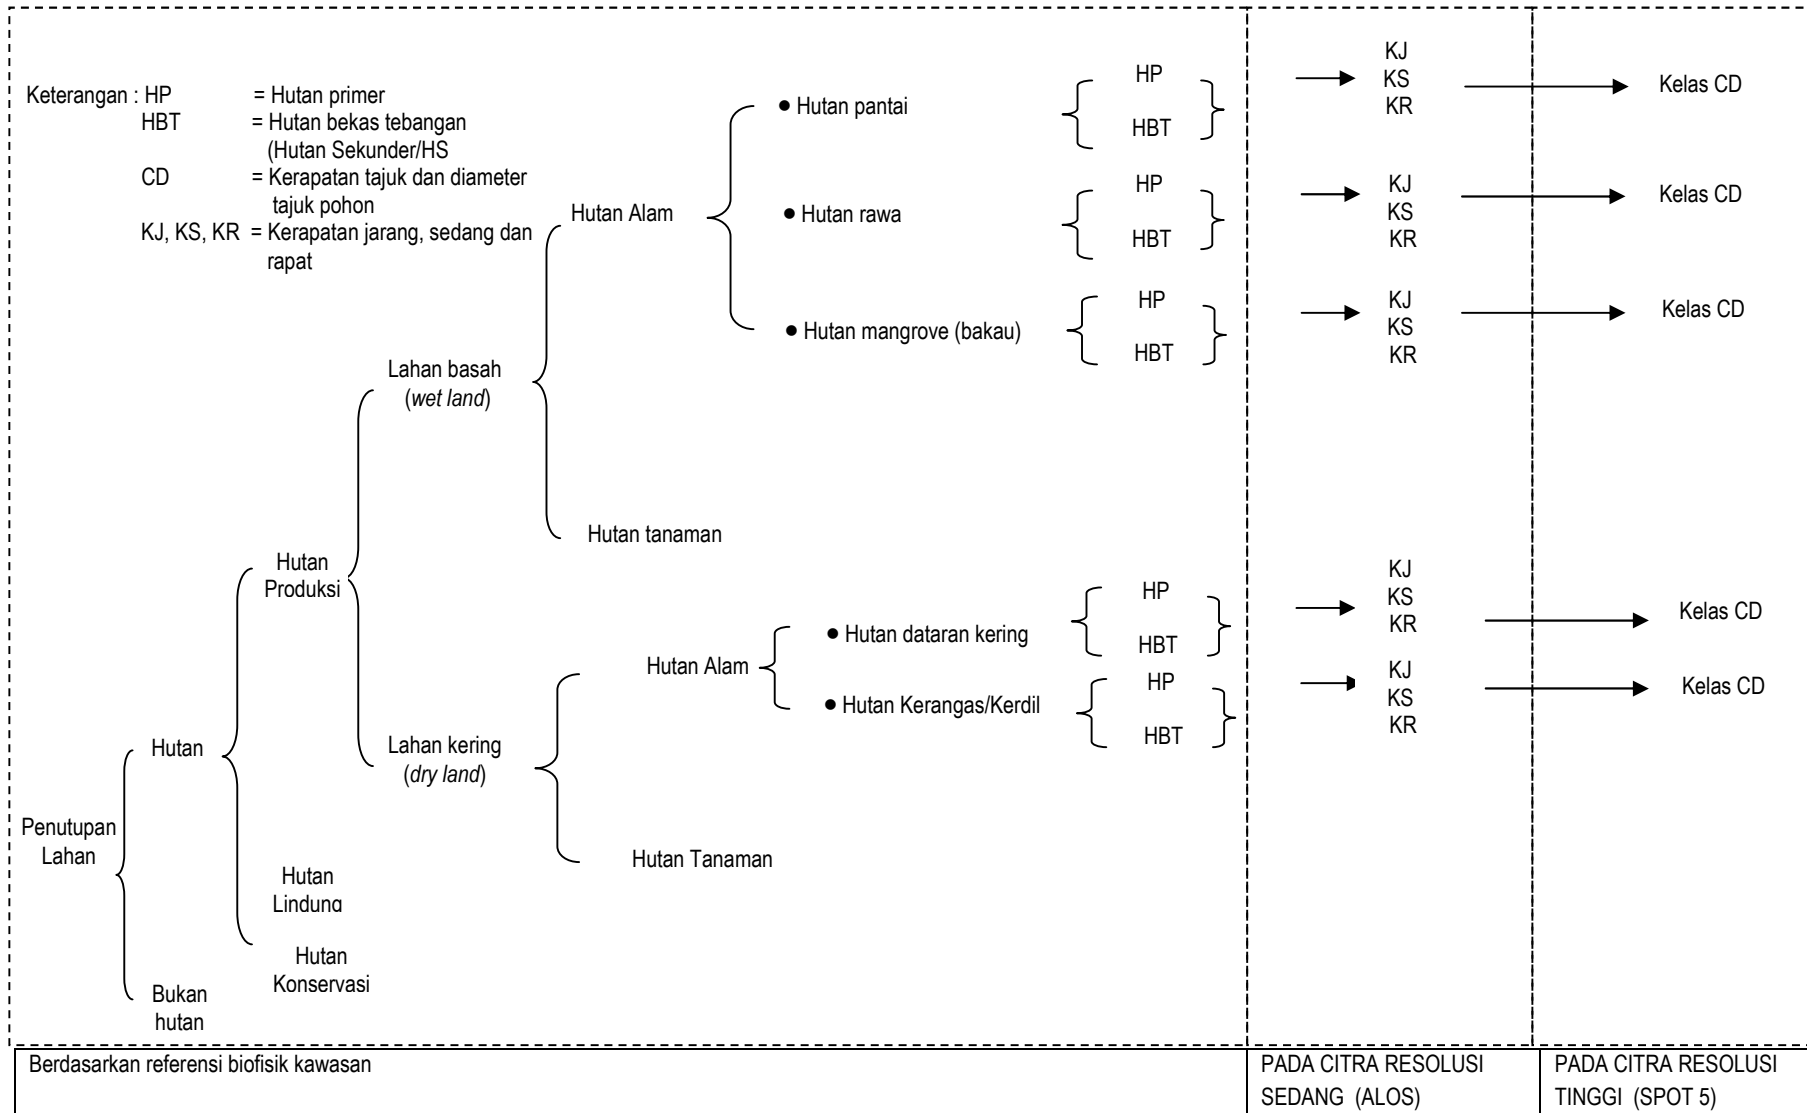 Keterangan : HP = Hutan primer
HBT = Hutan bekas tebangan
(Hutan Sekunder/HS
CD = Kerapatan tajuk dan diameter
tajuk pohon
KJ, KS, KR = Kerapatan jarang, sedang dan
rapat
Penutupan
Lahan
Hutan
Bukan
hutan
Hutan
Produksi
Hutan
Lindung
Hutan
Konservasi
Lahan basah
(wet land)
Lahan kering
(dry land)
Hutan Alam
Hutan tanaman
Hutan Alam
Hutan Tanaman
• Hutan pantai
HP
HBT
KJ
KS
KR
Kelas CD
• Hutan rawa
HP
HBT
KJ
KS
KR
Kelas CD
• Hutan mangrove (bakau)
HP
HBT
KJ
KS
KR
Kelas CD
• Hutan dataran kering
HP
HBT
KJ
KS
KR
Kelas CD
• Hutan Kerangas/Kerdil
HP
HBT
KJ
KS
KR
Kelas CD
Berdasarkan referensi biofisik kawasan
PADA CITRA RESOLUSI
SEDANG (ALOS)
PADA CITRA RESOLUSI
TINGGI (SPOT 5)